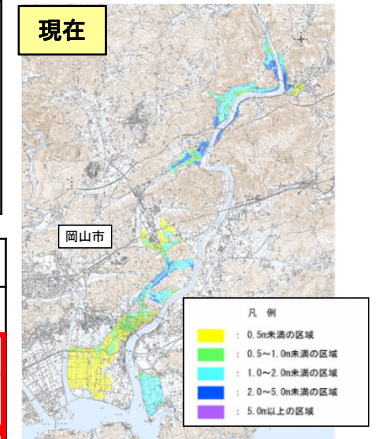 現在
岡山市
凡 例
： 0.5m未満の区域
： 0.5～1.0m未満の区域
： 1.0～2.0m未満の区域
： 2.0～5.0m未満の区域
： 5.0m以上の区域